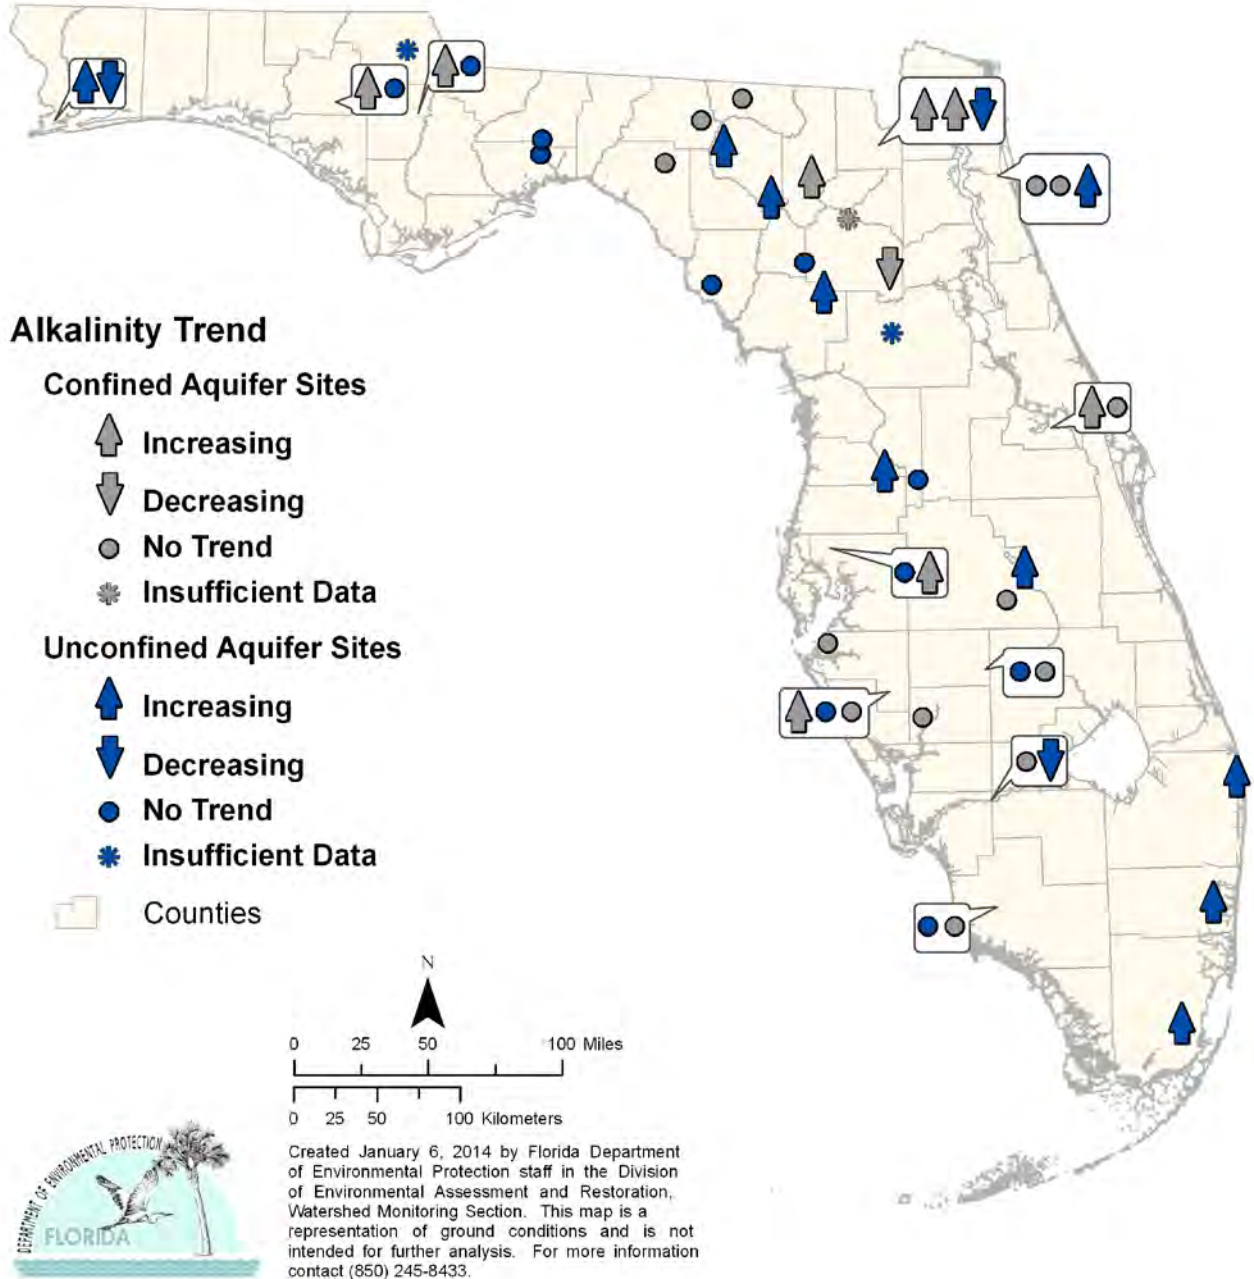 Alkalinity Trend
Confined Aquifer Sites
Increasing
Decreasing
No Trend
Insufficient Data
Unconfined Aquifer Sites
Increasing
Decreasing
No Trend
Insufficient Data
Counties
N
0 25 50 100 Miles
0 25 50 100 Kilometers
DEPARTMENT OF ENVIRONMENTAL PROTECTION
FLORIDA
Created January 6, 2014 by Florida Department
of Environmental Protection staff in the Division
of Environmental Assessment and Restoration,
Watershed Monitoring Section. This map is a
representation of ground conditions and is not
intended for further analysis. For more information
contact (850) 245-8433.